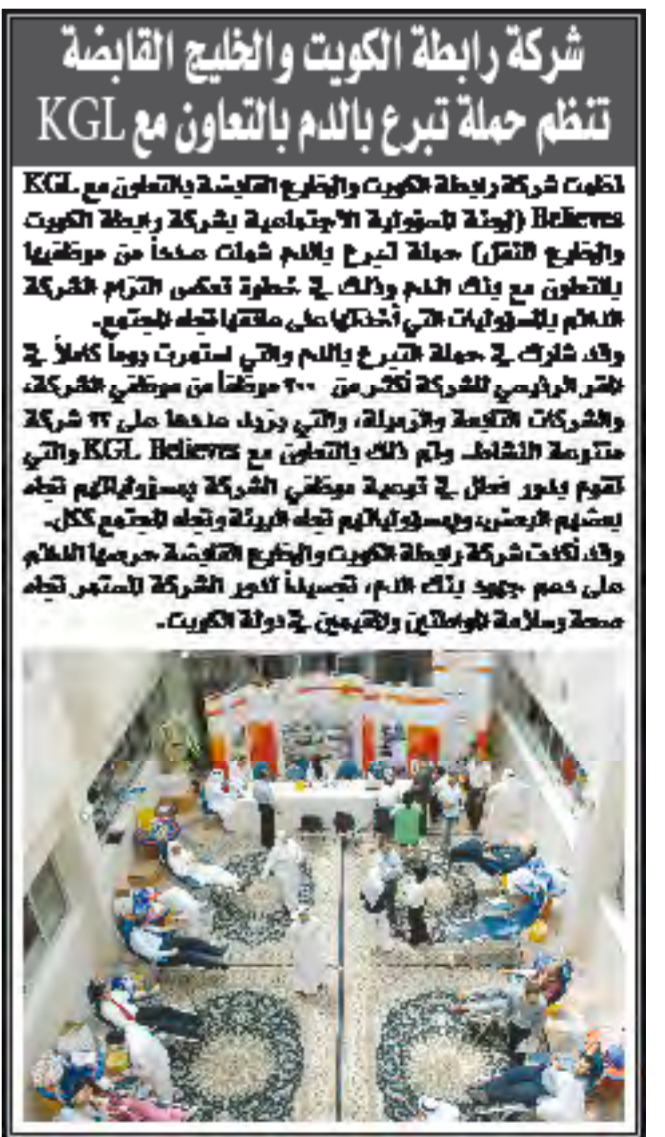 شركة رابطة الكويت والخليج القابضة
تنظم حملة تبرع بالدم بالتعاون مع KGL
نظمت شركة رابطة الكويت والخليج القابضة بالتعاون مع KGL
Believes (لجنة المسؤولية الاجتماعية بشركة رابطة الكويت
والخليج للنقل) حملة تبرع بالدم شملت عدداً من موظفيها
بالتعاون مع بنك الدم وذلك في خطوة تعكس التزام الشركة
الدائم بالمسؤوليات التي أخذتها على عاتقها تجاه المجتمع.
وقد شارك في حملة التبرع بالدم والتي استمرت يوماً كاملاً في
المقر الرئيسي للشركة أكثر من ٢٠٠ موظفاً من موظفي الشركة،
والشركات التابعة والزميلة، والتي يزيد عددها على ٢٢ شركة
متنوعة النشاط. وتم ذلك بالتعاون مع KGL Believes والتي
تقوم بدور فعال في توعية موظفي الشركة بمسؤولياتهم تجاه
بعضهم البعض، وبمسؤولياتهم تجاه البيئة وتجاه المجتمع ككل.
وقد أكدت شركة رابطة الكويت والخليج القابضة حرصها الدائم
على دعم جهود بنك الدم، تجسيداً لدور الشركة المستمر تجاه
صحة وسلامة المواطنين والمقيمين في دولة الكويت.